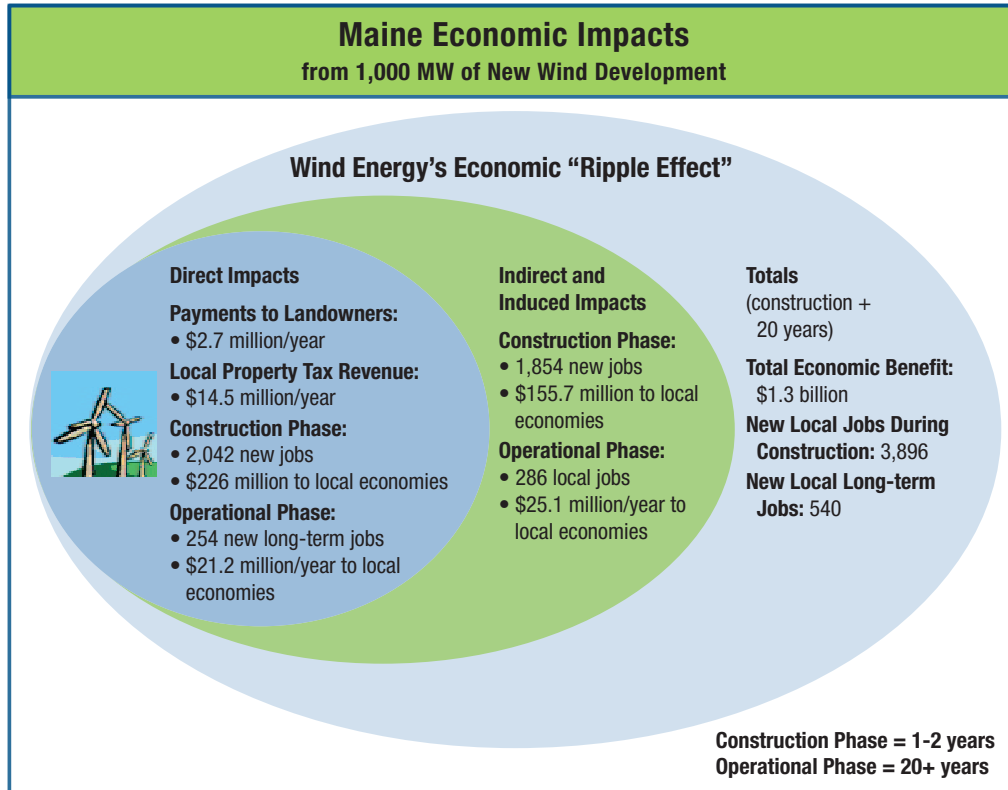 Maine Economic Impacts
from 1,000 MW of New Wind Development
Wind Energy's Economic “Ripple Effect”
Direct Impacts
Payments to Landowners:
• $2.7 million/year
Local Property Tax Revenue:
• $14.5 million/year
Construction Phase:
• 2,042 new jobs
• $226 million to local economies
Operational Phase:
• 254 new long-term jobs
• $21.2 million/year to local
economies
Indirect and
Induced Impacts
Construction Phase:
• 1,854 new jobs
• $155.7 million to local
economies
Operational Phase:
• 286 local jobs
• $25.1 million/year to
local economies
Totals
(construction +
20 years)
Total Economic Benefit:
$1.3 billion
New Local Jobs During
Construction: 3,896
New Local Long-term
Jobs: 540
Construction Phase = 1-2 years
Operational Phase = 20+ years